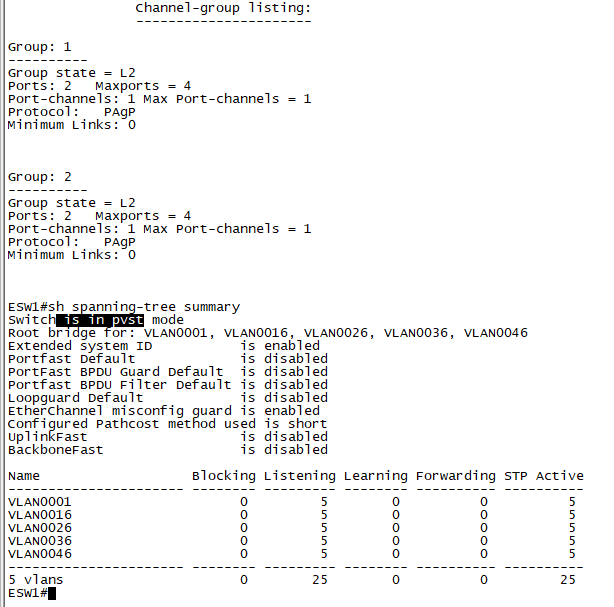 Channel-group listing:
----------------------
Group: 1
----------
Group state = L2
Ports: 2   Maxports = 4
Port-channels: 1 Max Port-channels = 1
Protocol:   PAgP
Minimum Links: 0
Group: 2
----------
Group state = L2
Ports: 2   Maxports = 4
Port-channels: 1 Max Port-channels = 1
Protocol:   PAgP
Minimum Links: 0
ESW1#sh spanning-tree summary
Switch is in pvst mode
Root bridge for: VLAN0001, VLAN0016, VLAN0026, VLAN0036, VLAN0046
Extended system ID           is enabled
Portfast Default             is disabled
PortFast BPDU Guard Default  is disabled
Portfast BPDU Filter Default is disabled
Loopguard Default            is disabled
EtherChannel misconfig guard is enabled
Configured Pathcost method used is short
UplinkFast                   is disabled
BackboneFast                 is disabled
Name                   Blocking Listening Learning Forwarding STP Active
---------------------- -------- --------- -------- ---------- ----------
VLAN0001                     0         5        0          0          5
VLAN0016                     0         5        0          0          5
VLAN0026                     0         5        0          0          5
VLAN0036                     0         5        0          0          5
VLAN0046                     0         5        0          0          5
---------------------- -------- --------- -------- ---------- ----------
5 vlans                      0        25        0          0         25
ESW1#